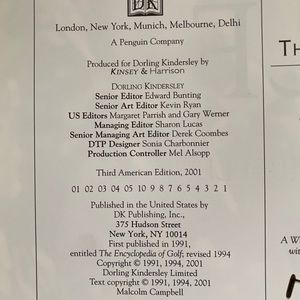 DK
London, New York, Munich, Melbourne, Delhi
A Penguin Company
Produced for Dorling Kindersley by
KINSEY & Harrison
DORLING KINDERSLEY
Senior Editor Edward Bunting
Senior Art Editor Kevin Ryan
US Editors Margaret Parrish and Gary Werner
Managing Editor Sharon Lucas
Senior Managing Art Editor Derek Coombes
DTP Designer Sonia Charbonnier
Production Controller Mel Alsopp
Third American Edition, 2001
01 02 03 04 05 10 9 8 7 6 5 4 3 2 1
Published in the United States by
DK Publishing, Inc.,
375 Hudson Street
New York, NY 10014
First published in 1991,
entitled The Encyclopedia of Golf; revised 1994
Copyright © 1991, 1994, 2001
Dorling Kindersley Limited
Text copyright © 1991, 1994, 2001
Malcolm Campbell
TH
A W
win